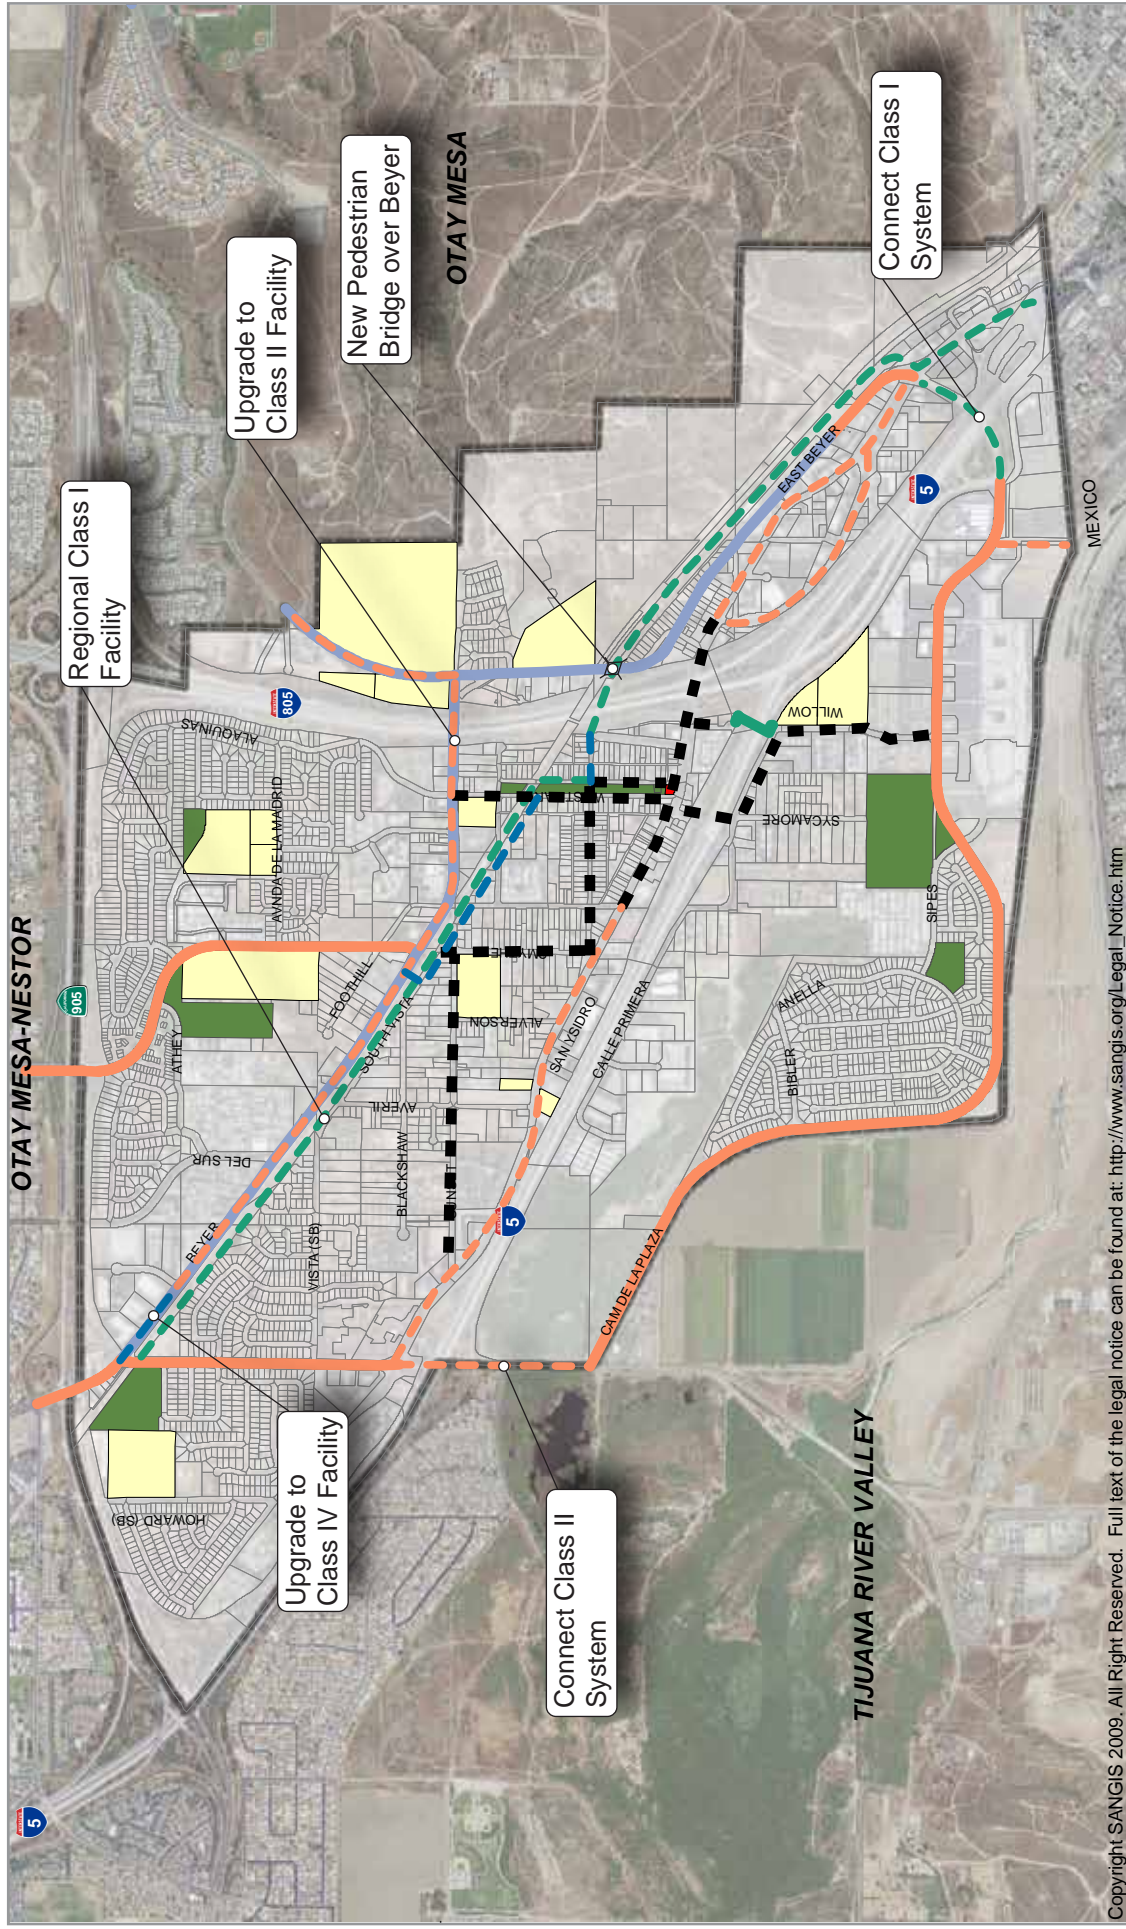 OTAY MESA-NESTOR
905
Regional Class I
Facility
Upgrade to
Class II Facility
New Pedestrian
Bridge over Beyer
OTAY MESA
Connect Class I
System
805
ALAQUINAS
AVNDA DE LA MADRID
ATHEY
FOOTHILL
SOUTH VISTA
DEL SUR
BEYER
VISTA (SB)
BLACKSHAW
AVERIL
ALVERSON
SAN YSIDRO
CALLE PRIMERA
EAST BEYER
5
WILLOW
SYCAMORE
SIPES
ANELLA
BIBLER
CAM DE LA PLAZA
5
HOWARD (SB)
5
MEXICO
Upgrade to
Class IV Facility
Connect Class II
System
TIJUANA RIVER VALLEY
Copyright SANGIS 2009. All Right Reserved. Full text of the legal notice can be found at: http://www.sangis.org/Legal_Notice.htm